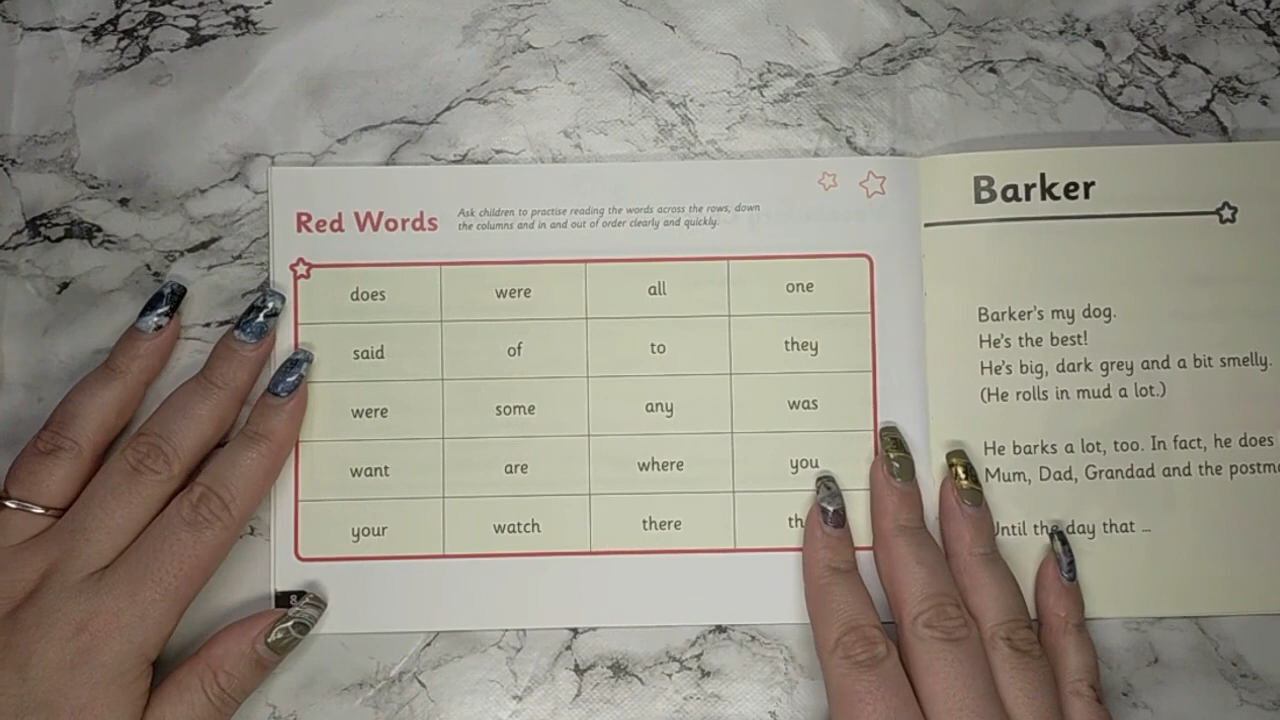 Red Words
Ask children to practise reading the words across the rows, down
the columns and in and out of order clearly and quickly.
does were all one
said of to they
were some any was
want are where you
your watch there
Barker
Barker's my dog.
He's the best!
He's big, dark grey and a bit smelly.
(He rolls in mud a lot.)
He barks a lot, too. In fact, he does
Mum, Dad, Grandad and the
Until the day that ...